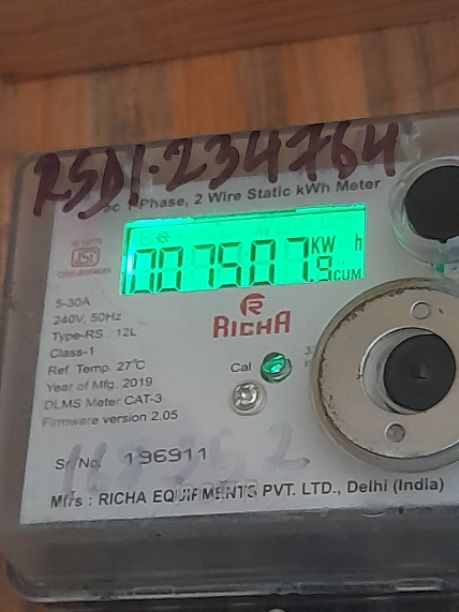 RSD1-234764
1-Phase, 2 Wire Static kWh Meter
KW h
007507.9
CUM
ISI
5-30A
240V, 50Hz
Type-RS : 12L
Class-1
Ref. Temp. 27°C
Year of Mfg. 2019
DLMS Meter CAT-3
Firmware version 2.05
RICHA
Cal
Sr. No. 196911
Mfrs : RICHA EQUIPMENTS PVT. LTD., Delhi (India)